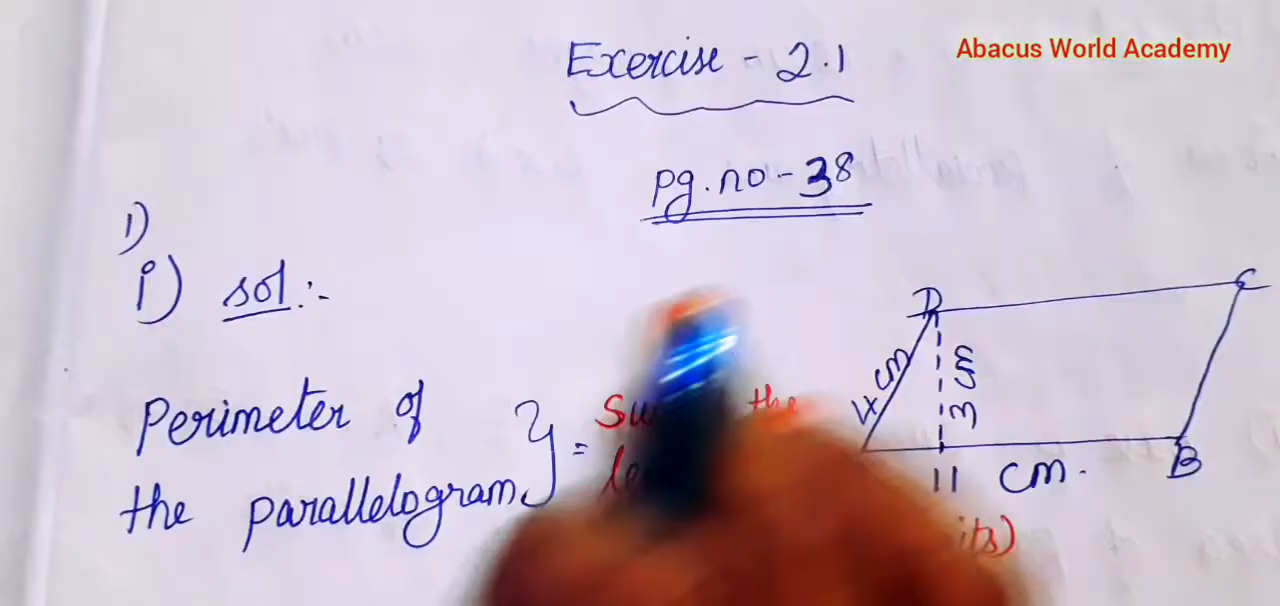 Abacus World Academy
Exercise - 2.1
pg. no - 38
1)
i) sol:-
D
C
4 cm
3 cm
11 cm.
B
Perimeter of
the parallelogram } =
the